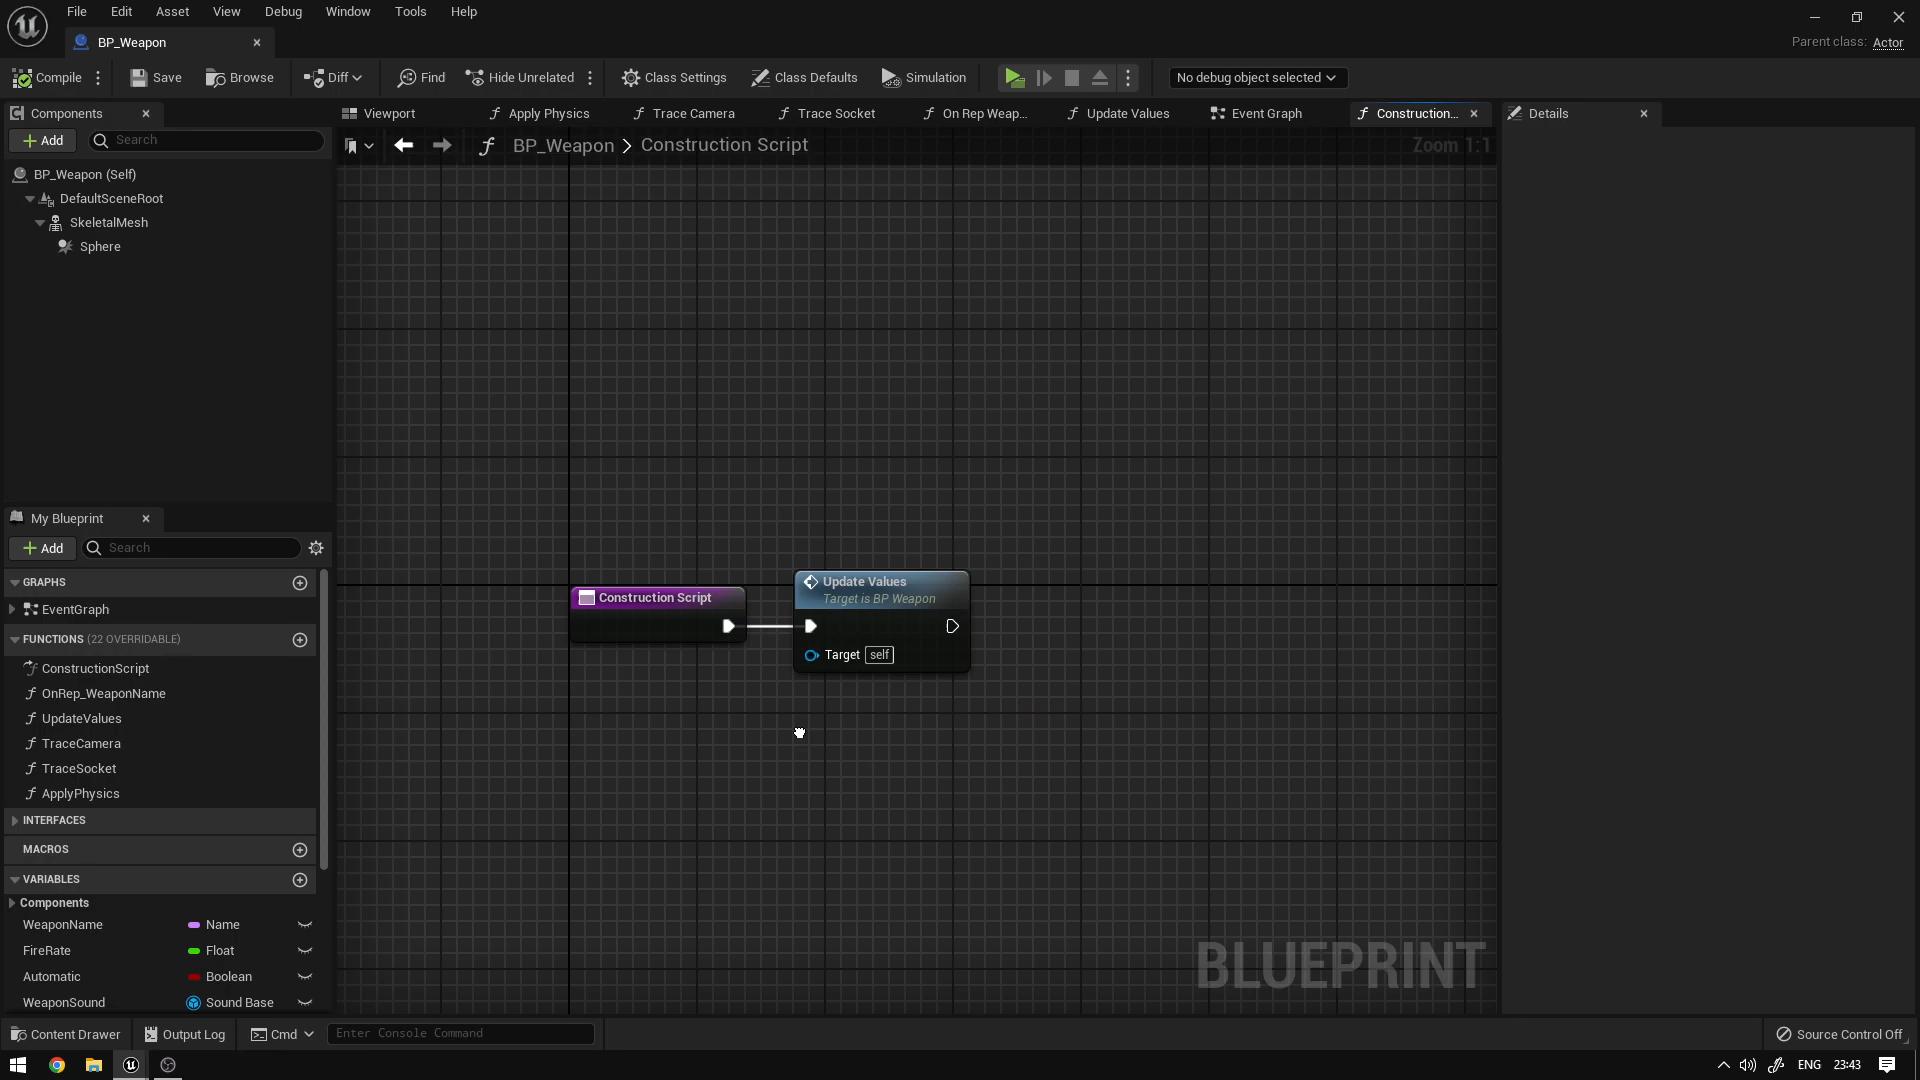 File Edit Asset View Debug Window Tools Help
BP_Weapon
Parent class: Actor
Compile Save Browse Diff Find Hide Unrelated Class Settings Class Defaults Simulation No debug object selected
Components
Viewport Apply Physics Trace Camera Trace Socket On Rep Weap... Update Values Event Graph Construction... Details
Add Search
BP_Weapon > Construction Script Zoom 1:1
BP_Weapon (Self)
DefaultSceneRoot
SkeletalMesh
Sphere
My Blueprint
Add Search
GRAPHS
EventGraph
FUNCTIONS (22 OVERRIDABLE)
ConstructionScript
OnRep_WeaponName
UpdateValues
TraceCamera
TraceSocket
ApplyPhysics
INTERFACES
MACROS
VARIABLES
Components
WeaponName Name
FireRate Float
Automatic Boolean
WeaponSound Sound Base
Construction Script
Update Values
Target is BP Weapon
Target self
BLUEPRINT
Content Drawer Output Log Cmd Enter Console Command Source Control Off
ENG 23:43